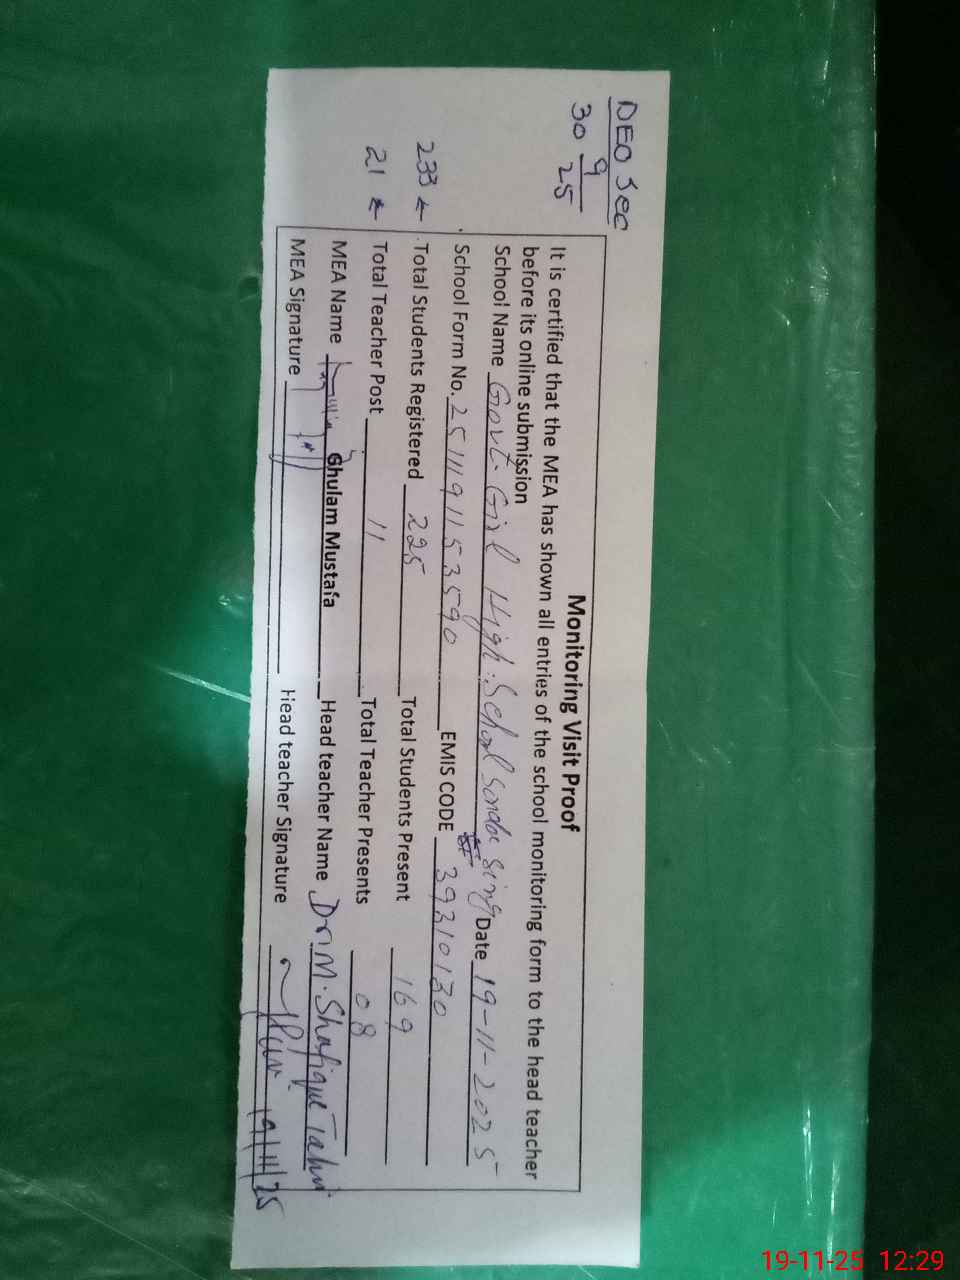 DEO Sec
30 9/25
Monitoring Visit Proof
It is certified that the MEA has shown all entries of the school monitoring form to the head teacher
before its online submission
School Name Govt. Girl High School Date 19-11-2025
School Form No. 2511191153590 EMIS CODE 39310130
233 ← Total Students Registered 225 Total Students Present 169
21 ← Total Teacher Post 11 Total Teacher Presents 08
MEA Name Ghulam Mustafa Head teacher Name Dr. M. Shafique Tahir
MEA Signature Head teacher Signature 19/11/25
19-11-25 12:29